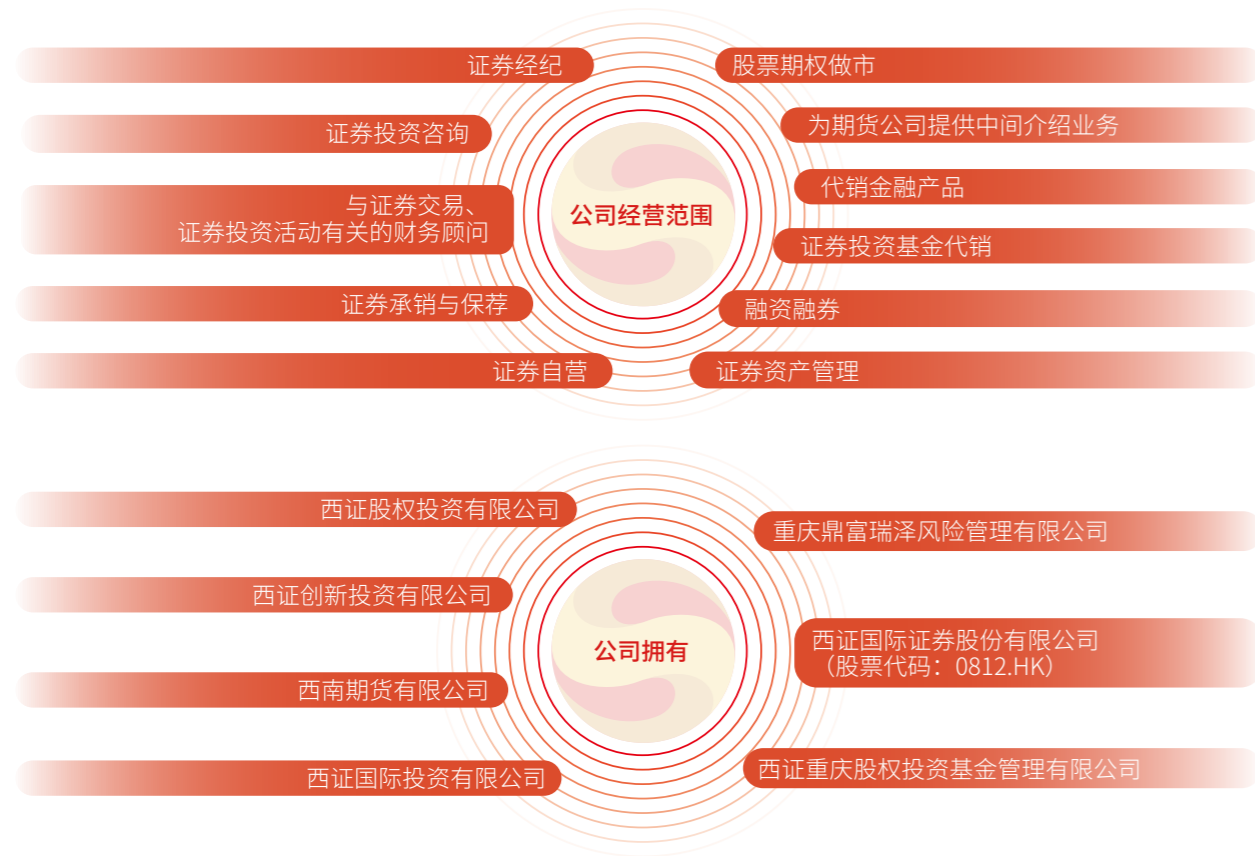 公司经营范围
证券经纪
证券投资咨询
与证券交易、
证券投资活动有关的财务顾问
证券承销与保荐
证券自营
股票期权做市
为期货公司提供中间介绍业务
代销金融产品
证券投资基金代销
融资融券
证券资产管理
公司拥有
西证股权投资有限公司
西证创新投资有限公司
西南期货有限公司
西证国际投资有限公司
重庆鼎富瑞泽风险管理有限公司
西证国际证券股份有限公司
（股票代码：0812.HK）
西证重庆股权投资基金管理有限公司